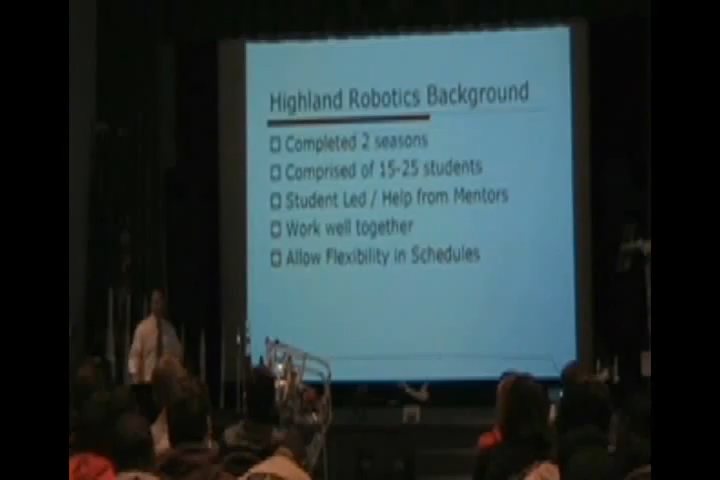 Highland Robotics Background
Completed 2 seasons
Comprised of 15-25 students
Student Led / Help from Mentors
Work well together
Allow Flexibility in Schedules